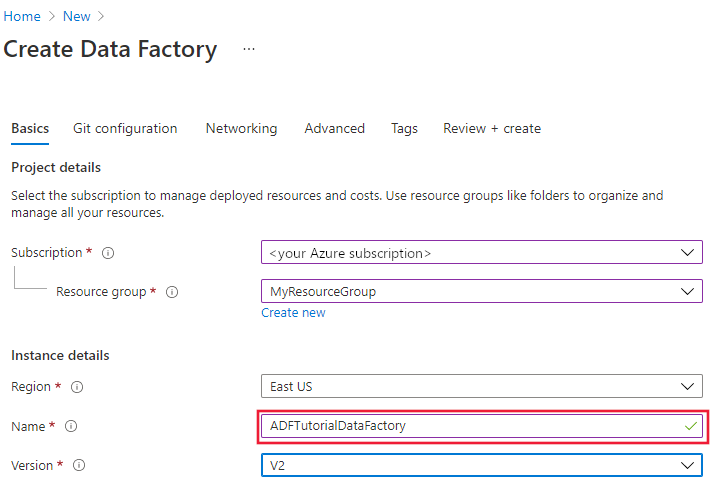 Home > New >
Create Data Factory ...
Basics Git configuration Networking Advanced Tags Review + create
Project details
Select the subscription to manage deployed resources and costs. Use resource groups like folders to organize and
manage all your resources.
Subscription * <your Azure subscription>
Resource group * MyResourceGroup
Create new
Instance details
Region * East US
Name * ADFTutorialDataFactory
Version * V2